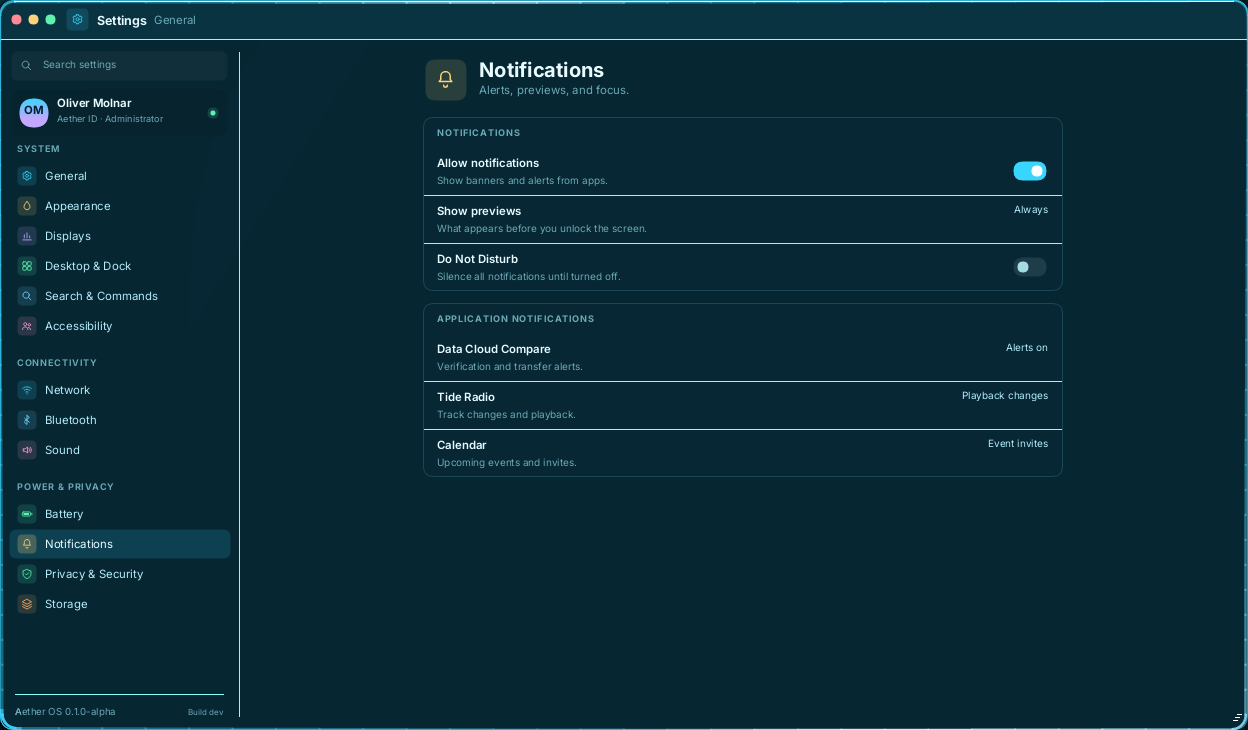 Settings General
Search settings
OM
Oliver Molnar
Aether ID · Administrator
SYSTEM
General
Appearance
Displays
Desktop & Dock
Search & Commands
Accessibility
CONNECTIVITY
Network
Bluetooth
Sound
POWER & PRIVACY
Battery
Notifications
Privacy & Security
Storage
Aether OS 0.1.0-alpha
Build dev
Notifications
Alerts, previews, and focus.
NOTIFICATIONS
Allow notifications
Show banners and alerts from apps.
Show previews
Always
What appears before you unlock the screen.
Do Not Disturb
Silence all notifications until turned off.
APPLICATION NOTIFICATIONS
Data Cloud Compare
Alerts on
Verification and transfer alerts.
Tide Radio
Playback changes
Track changes and playback.
Calendar
Event invites
Upcoming events and invites.